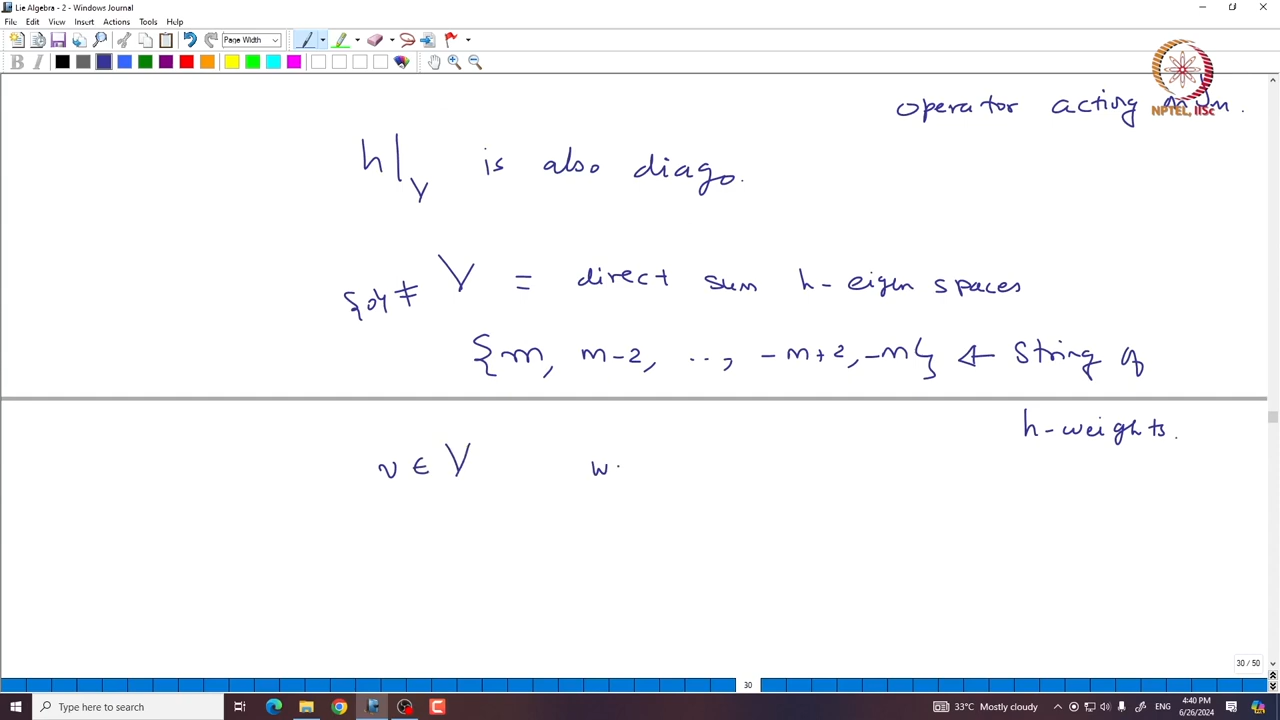 Lie Algebra - 2 - Windows Journal
File Edit View Insert Actions Tools Help
Page Width
B I
NPTEL, IISc
operator acting
h|_V is also diago.
{0} ≠ V = direct sum h-eigen spaces
{m, m-2, .., -m+2, -m} ← String of
h-weights.
v ∈ V w.
30 / 50
30
Type here to search
33°C Mostly cloudy
ENG
4:40 PM
6/26/2024